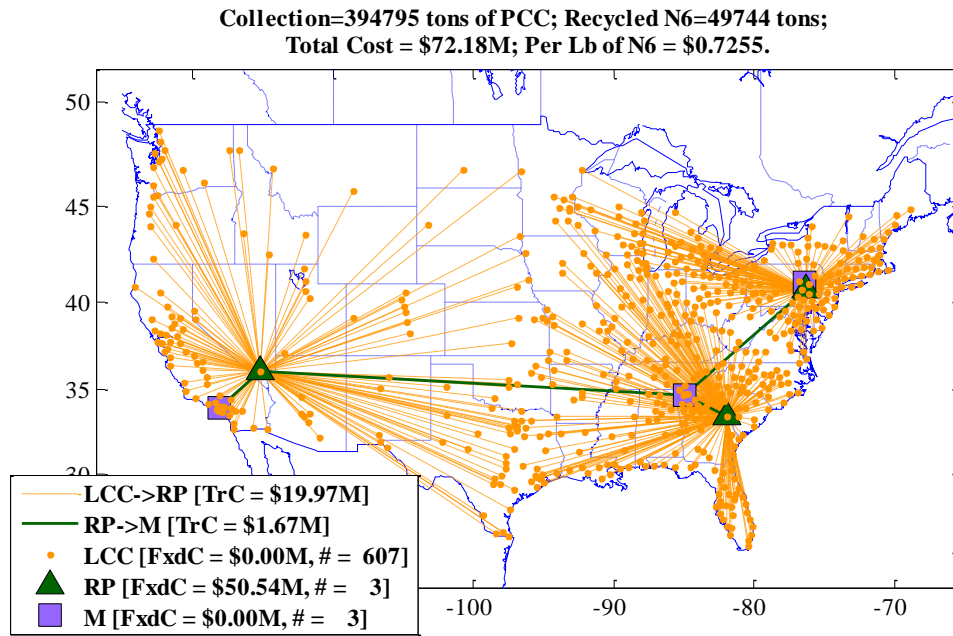 Collection=394795 tons of PCC; Recycled N6=49744 tons;
Total Cost = $72.18M; Per Lb of N6 = $0.7255.
50
45
40
35
30
LCC->RP [TrC = $19.97M]
RP->M [TrC = $1.67M]
LCC [FxdC = $0.00M, # = 607]
RP [FxdC = $50.54M, # = 3]
M [FxdC = $0.00M, # = 3]
-100 -90 -80 -70